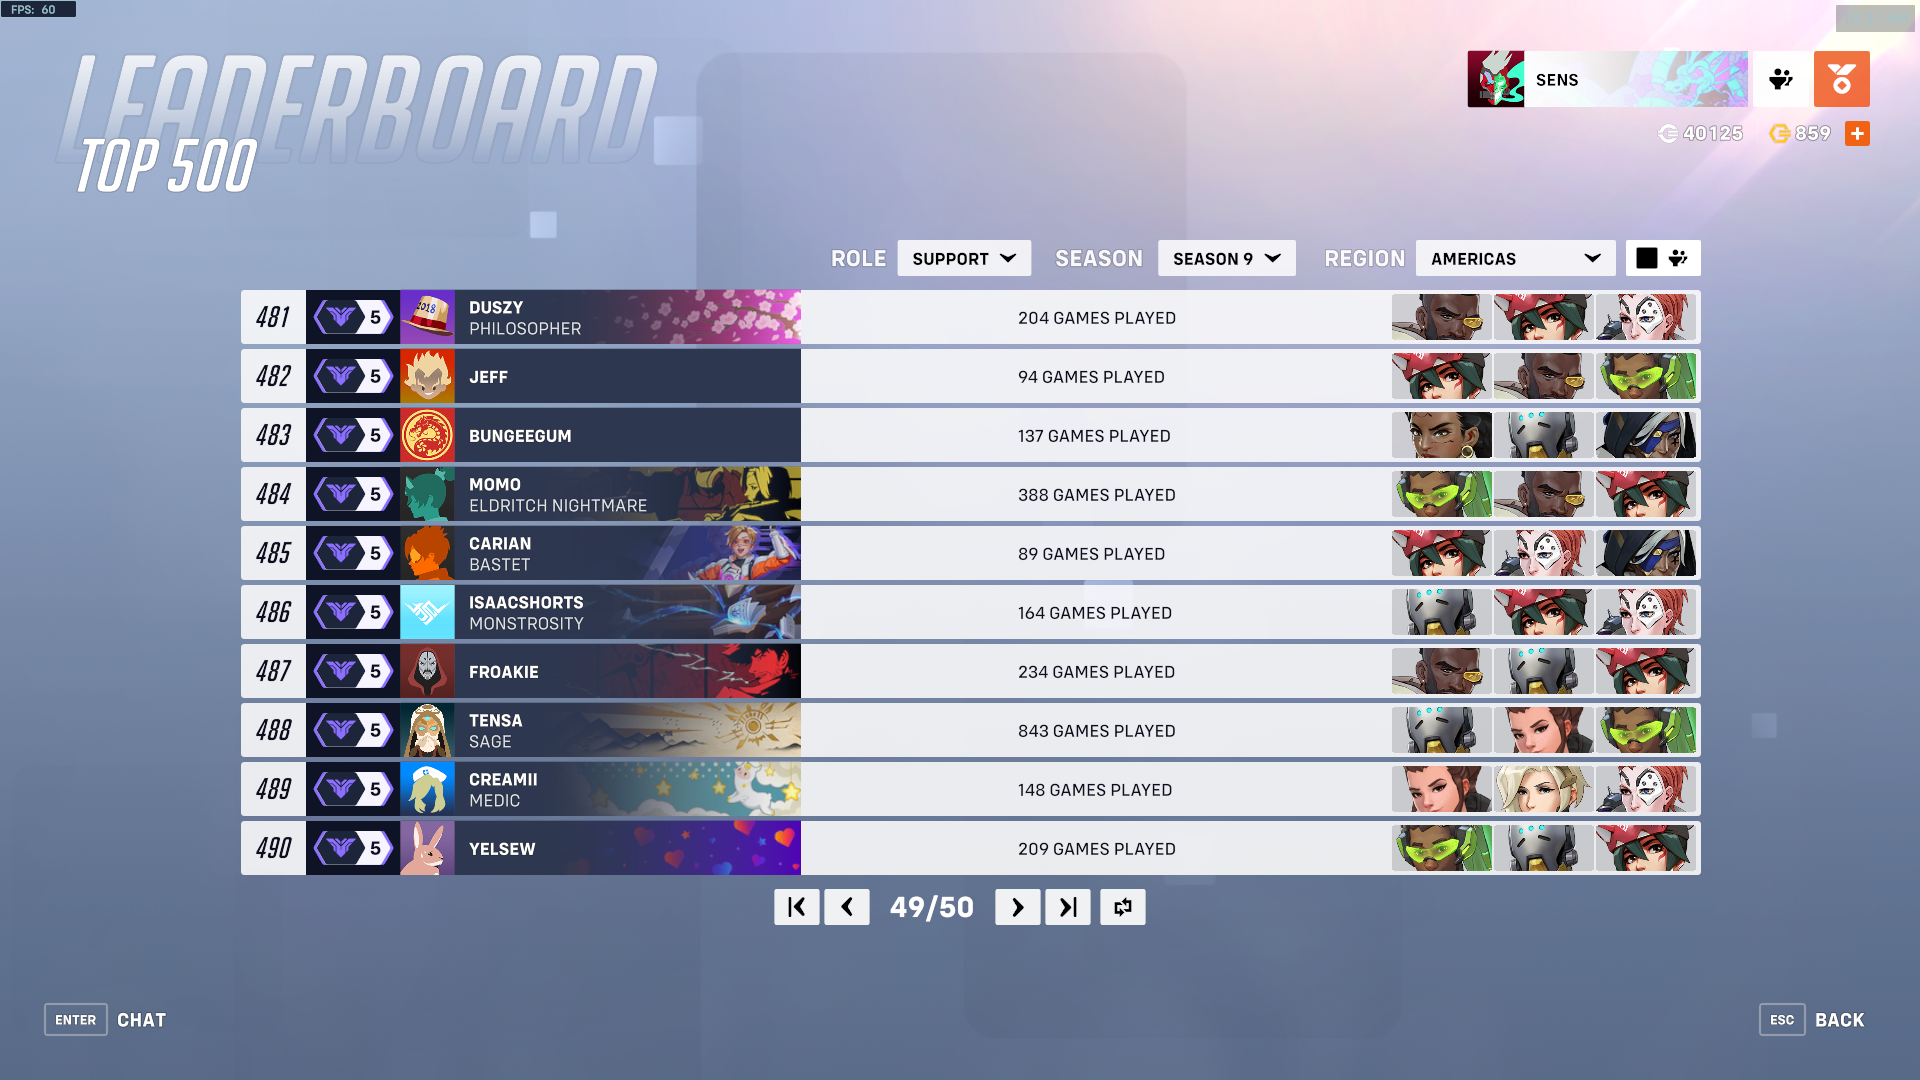 FPS: 60
LEADERBOARD
TOP 500
SENS
40125 859
ROLE SUPPORT SEASON SEASON 9 REGION AMERICAS
481 5 DUSZY 204 GAMES PLAYED
PHILOSOPHER
482 5 JEFF 94 GAMES PLAYED
483 5 BUNGEEGUM 137 GAMES PLAYED
484 5 MOMO 388 GAMES PLAYED
ELDRITCH NIGHTMARE
485 5 CARIAN 89 GAMES PLAYED
BASTET
486 5 ISAACSHORTS 164 GAMES PLAYED
MONSTROSITY
487 5 FROAKIE 234 GAMES PLAYED
488 5 TENSA 843 GAMES PLAYED
SAGE
489 5 CREAMII 148 GAMES PLAYED
MEDIC
490 5 YELSEW 209 GAMES PLAYED
49/50
ENTER CHAT
ESC BACK